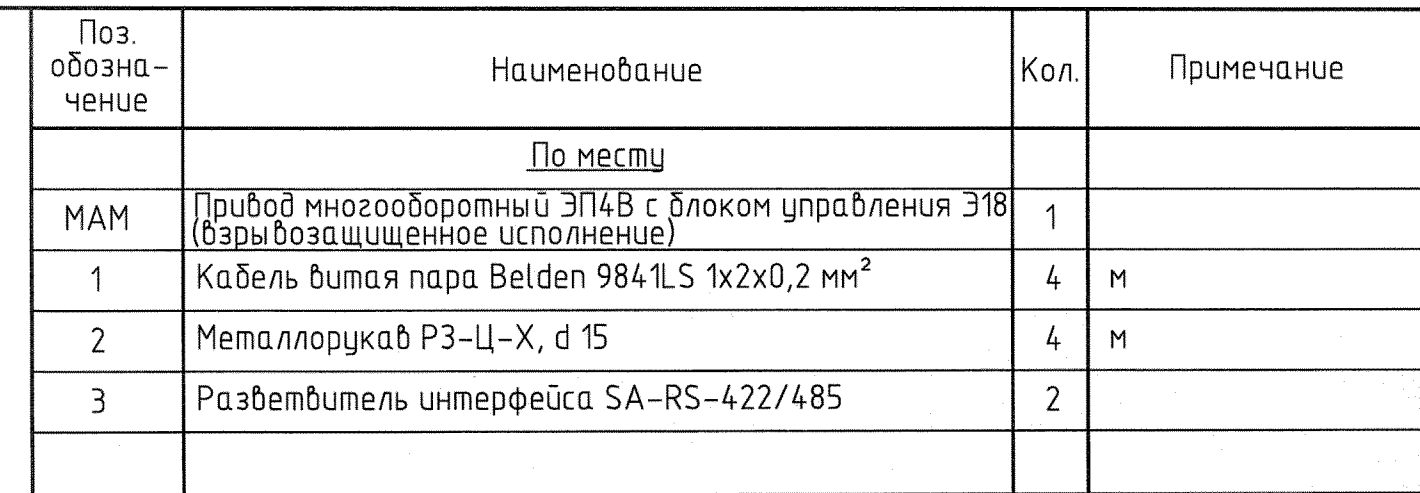 Поз. обозна-чение Наименование Кол. Примечание
По месту
МАМ Привод многооборотный ЭП4В с блоком управления Э18 (взрывозащищенное исполнение) 1
1 Кабель витая пара Belden 9841LS 1x2x0,2 мм² 4 м
2 Металлорукав РЗ-Ц-Х, d 15 4 м
3 Разветвитель интерфейса SA-RS-422/485 2